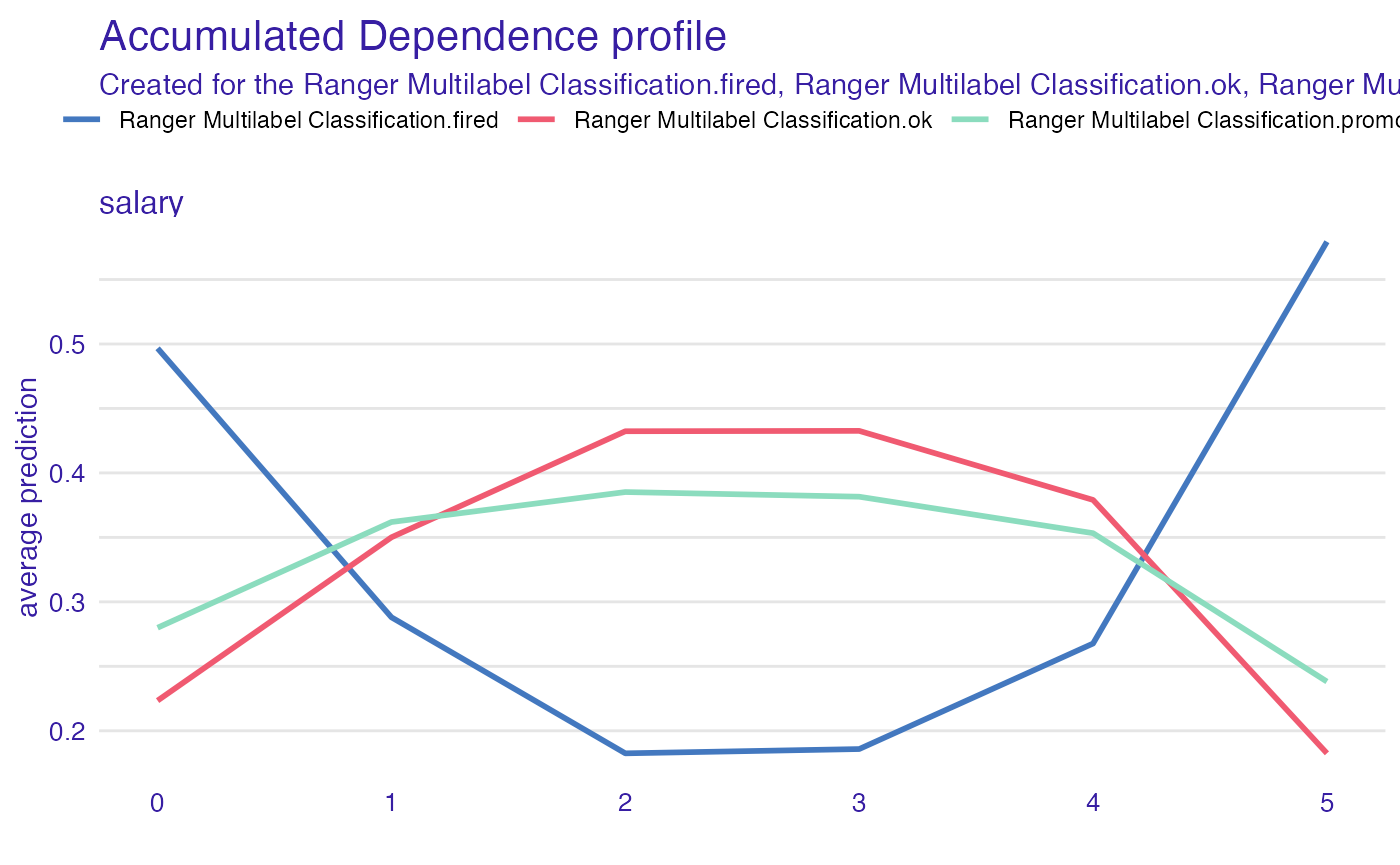 Accumulated Dependence profile
Created for the Ranger Multilabel Classification.fired, Ranger Multilabel Classification.ok, Ranger Mu
Ranger Multilabel Classification.fired Ranger Multilabel Classification.ok Ranger Multilabel Classification.promo
salary
average prediction
0.5
0.4
0.3
0.2
0 1 2 3 4 5